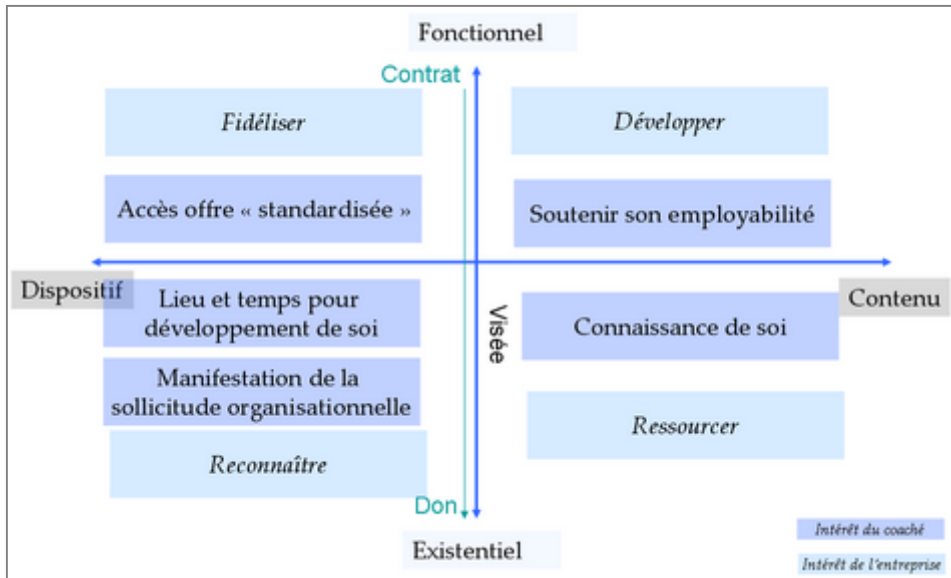 Fonctionnel
Contrat
Fidéliser
Développer
Accès offre « standardisée »
Soutenir son employabilité
Dispositif
Contenu
Lieu et temps pour
développement de soi
Visée
Connaissance de soi
Manifestation de la
sollicitude organisationnelle
Ressourcer
Reconnaître
Don
Existentiel
Intérêt du coaché
Intérêt de l'entreprise